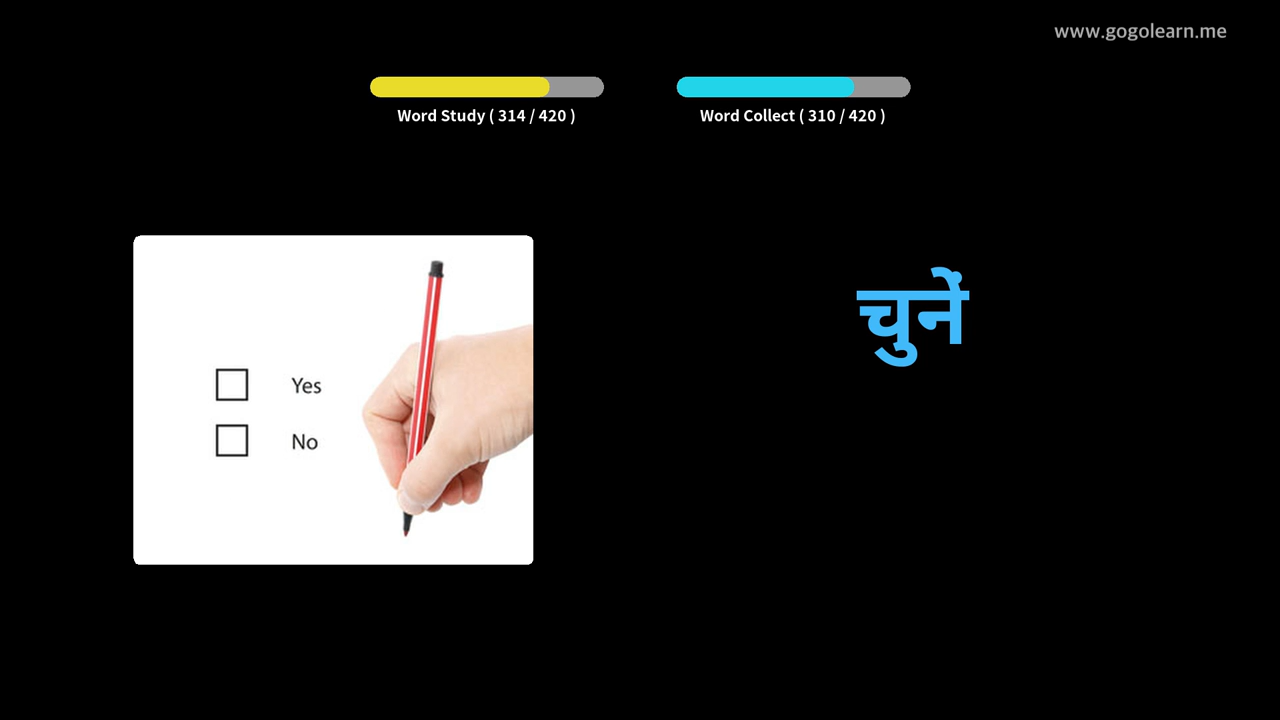 www.gogolearn.me
Word Study ( 314 / 420 )
Word Collect ( 310 / 420 )
चुनें
Yes
No